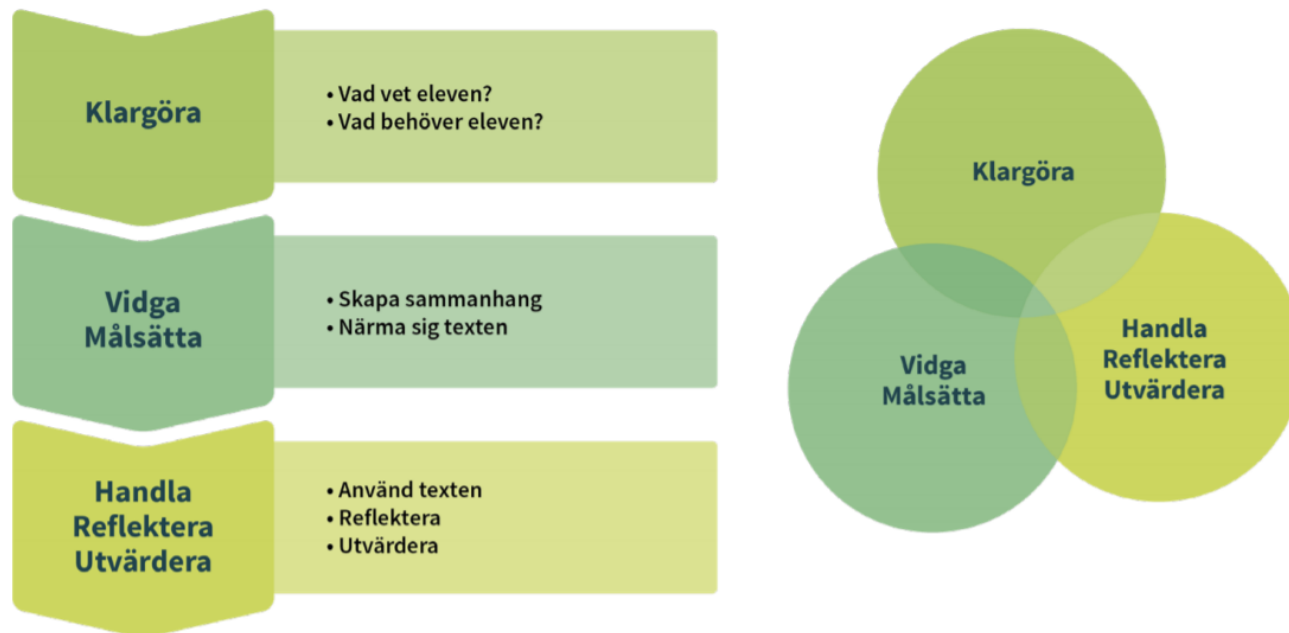 Klargöra
• Vad vet eleven?
• Vad behöver eleven?
Vidga
Målsätta
• Skapa sammanhang
• Närma sig texten
Handla
Reflektera
Utvärdera
• Använd texten
• Reflektera
• Utvärdera
Klargöra
Vidga
Målsätta
Handla
Reflektera
Utvärdera